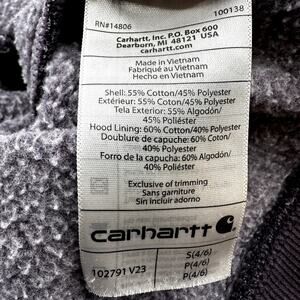 RN#14806 100138
Carhartt, Inc. P.O. Box 600
Dearborn, MI 48121 USA
carhartt.com
Made in Vietnam
Fabriqué en Vietnam
Hecho en Vietnam
Shell: 55% Cotton/45% Polyester
Extérieur: 55% Coton/45% Polyester
Tela Exterior: 55% Algodón/
45% Poliéster
Hood Lining: 60% Cotton/40% Polyester
Doublure de capuche: 60% Coton/
40% Polyester
Forro de la capucha: 60% Algodón/
40% Poliéster
Exclusive of trimming
Sans garniture
Sin incluir adorno
carhartt
102791 V23
S(4/6)
P(4/6)
P(4/6)